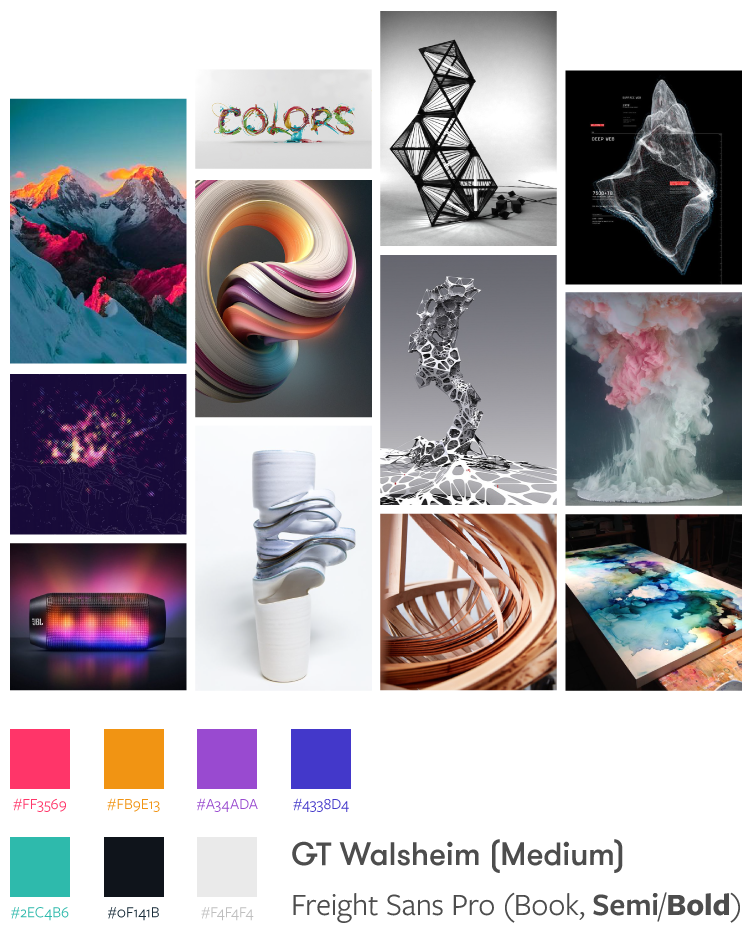 COLORS
DEEP WEB
JBL
#FF3569
#FB9E13
#A34ADA
#4338D4
#2EC4B6
#0F141B
#F4F4F4
GT Walsheim (Medium)
Freight Sans Pro (Book, Semi/Bold)